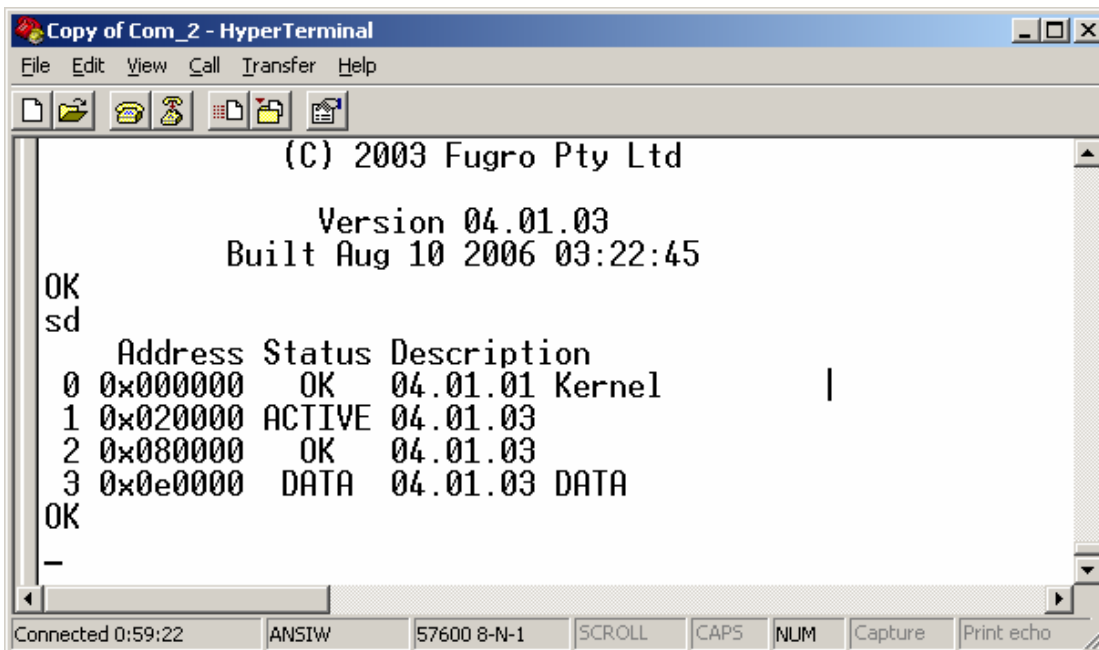 Copy of Com_2 - HyperTerminal
File Edit View Call Transfer Help
(C) 2003 Fugro Pty Ltd
Version 04.01.03
Built Aug 10 2006 03:22:45
OK
sd
Address Status Description
0 0x000000 OK 04.01.01 Kernel
1 0x020000 ACTIVE 04.01.03
2 0x080000 OK 04.01.03
3 0x0e0000 DATA 04.01.03 DATA
OK
_
Connected 0:59:22 ANSIW 57600 8-N-1 SCROLL CAPS NUM Capture Print echo